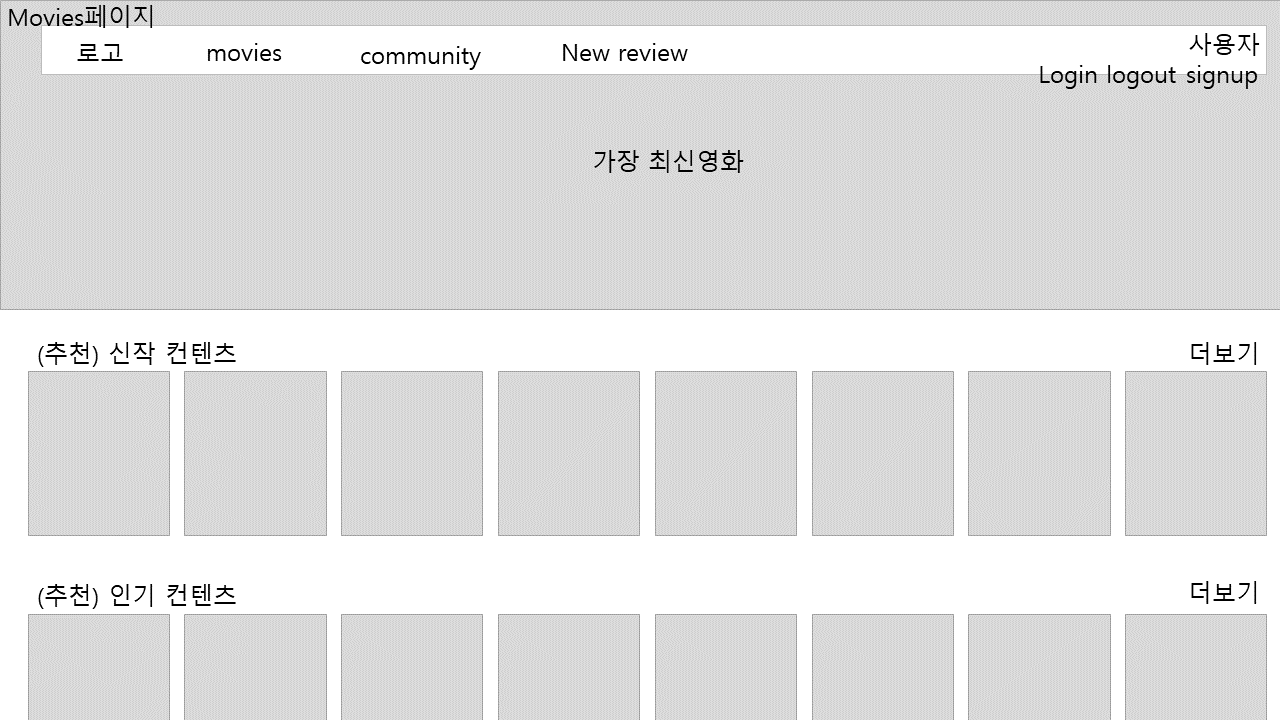 Movies페이지
로고 movies community New review 사용자
Login logout signup
가장 최신영화
(추천) 신작 컨텐츠 더보기
(추천) 인기 컨텐츠 더보기